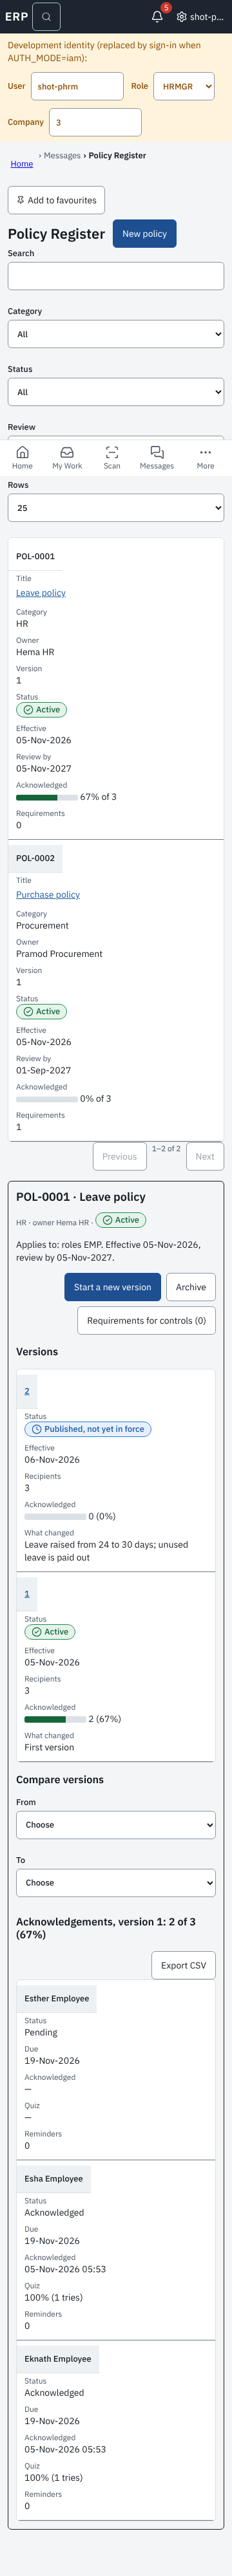 ERP
5
shot-p...
Development identity (replaced by sign-in when
AUTH_MODE=iam):
User
shot-phrm
Role
HRMGR
Company
3
Home
› Messages › Policy Register
Add to favourites
Policy Register
New policy
Search
Category
All
Status
All
Review
Home
My Work
Scan
Messages
More
Rows
25
POL-0001
Title
Leave policy
Category
HR
Owner
Hema HR
Version
1
Status
Active
Effective
05-Nov-2026
Review by
05-Nov-2027
Acknowledged
67% of 3
Requirements
0
POL-0002
Title
Purchase policy
Category
Procurement
Owner
Pramod Procurement
Version
1
Status
Active
Effective
05-Nov-2026
Review by
01-Sep-2027
Acknowledged
0% of 3
Requirements
1
Previous
1–2 of 2
Next
POL-0001 · Leave policy
HR · owner Hema HR · Active
Applies to: roles EMP. Effective 05-Nov-2026,
review by 05-Nov-2027.
Start a new version
Archive
Requirements for controls (0)
Versions
2
Status
Published, not yet in force
Effective
06-Nov-2026
Recipients
3
Acknowledged
0 (0%)
What changed
Leave raised from 24 to 30 days; unused
leave is paid out
1
Status
Active
Effective
05-Nov-2026
Recipients
3
Acknowledged
2 (67%)
What changed
First version
Compare versions
From
Choose
To
Choose
Acknowledgements, version 1: 2 of 3
(67%)
Export CSV
Esther Employee
Status
Pending
Due
19-Nov-2026
Acknowledged
—
Quiz
—
Reminders
0
Esha Employee
Status
Acknowledged
Due
19-Nov-2026
Acknowledged
05-Nov-2026 05:53
Quiz
100% (1 tries)
Reminders
0
Eknath Employee
Status
Acknowledged
Due
19-Nov-2026
Acknowledged
05-Nov-2026 05:53
Quiz
100% (1 tries)
Reminders
0